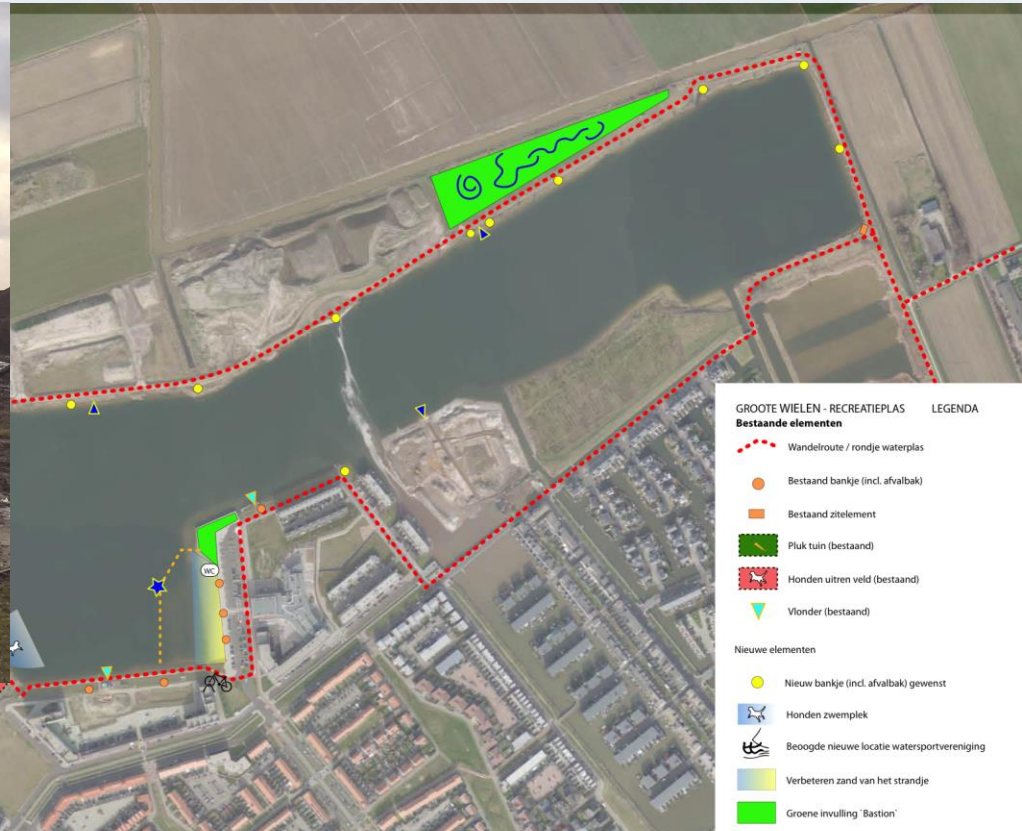 WC
GROOTE WIELEN - RECREATIEPLAS LEGENDA
Bestaande elementen
Wandelroute / rondje waterplas
Bestaand bankje (incl. afvalbak)
Bestaand zitelement
Pluk tuin (bestaand)
Honden uitren veld (bestaand)
Vlonder (bestaand)
Nieuwe elementen
Nieuw bankje (incl. afvalbak) gewenst
Honden zwemplek
Beoogde nieuwe locatie watersportvereniging
Verbeteren zand van het strandje
Groene invulling `Bastion`